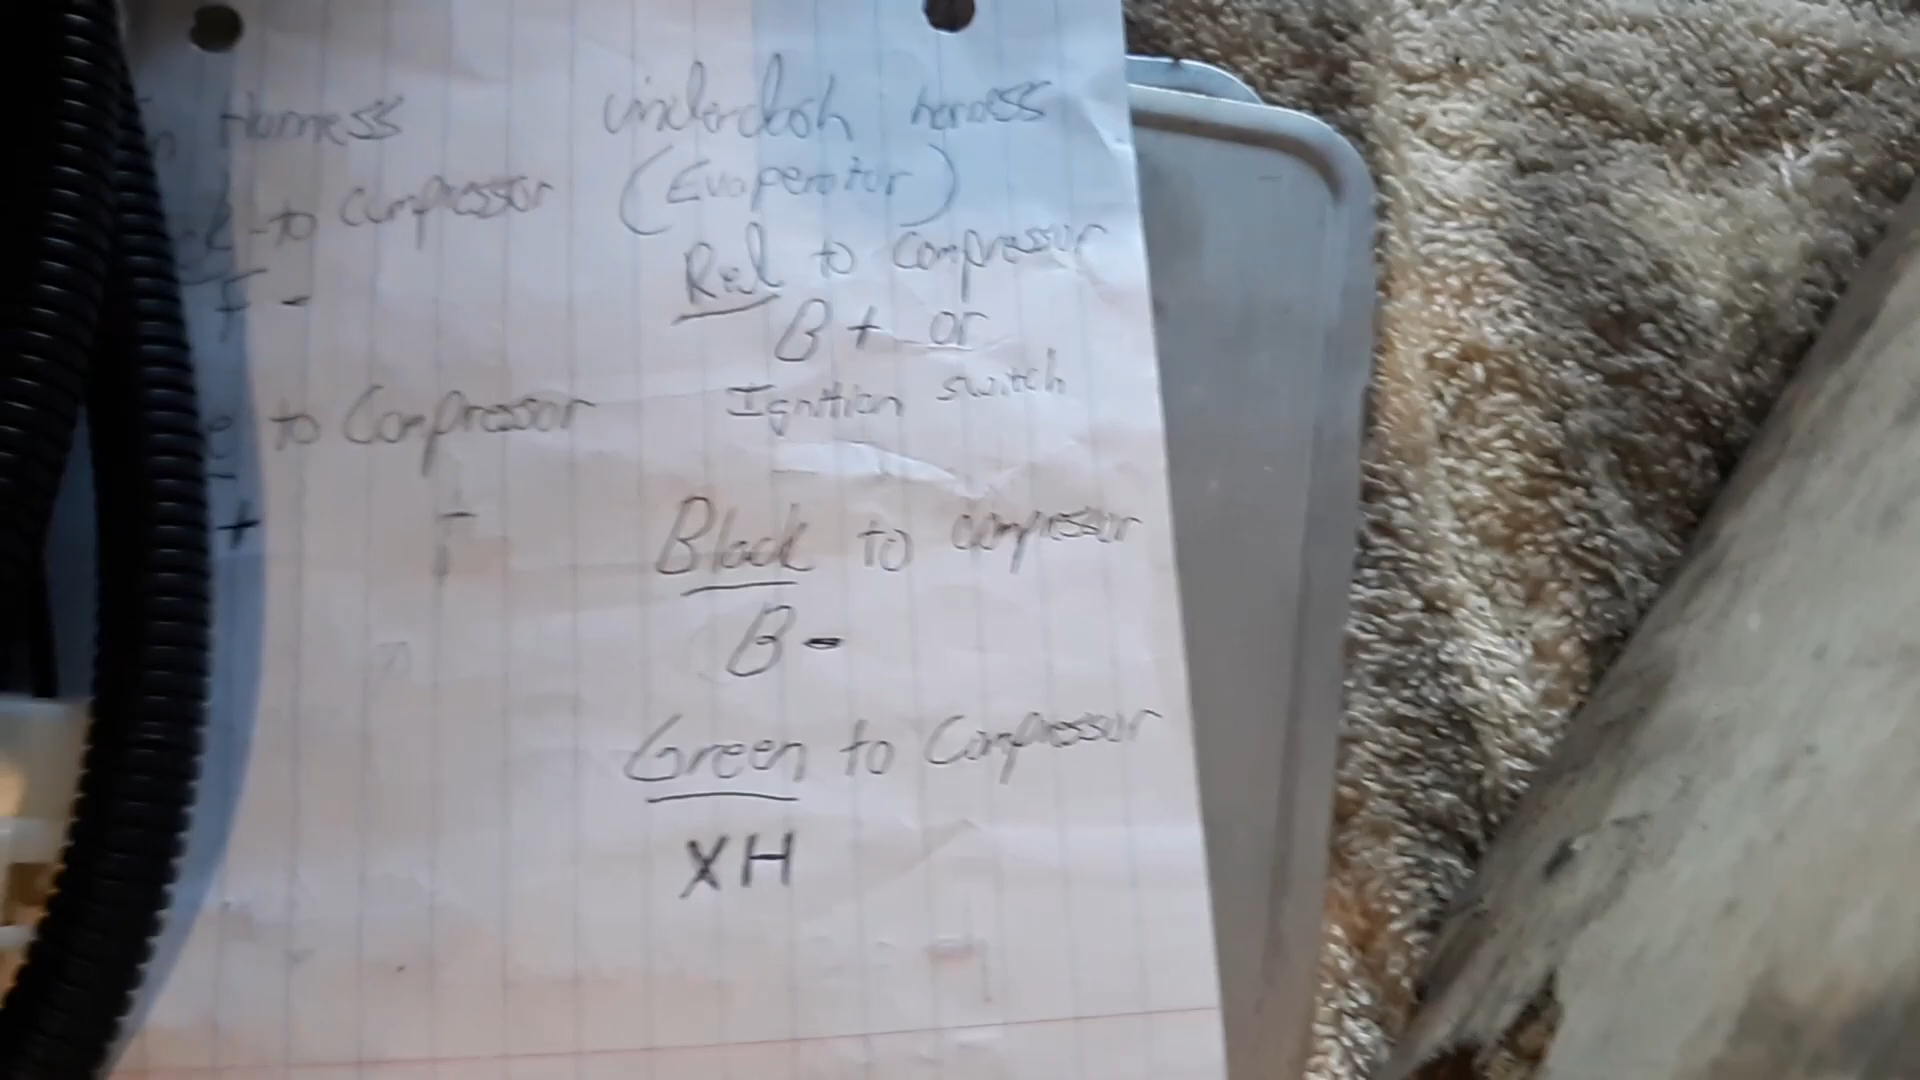 Harness
to compressor
F -
to Compressor
+
underdash harness
(Evaperator)
Red to compressor
B + or
Ignition switch
Black to compressor
B -
Green to Compressor
XH